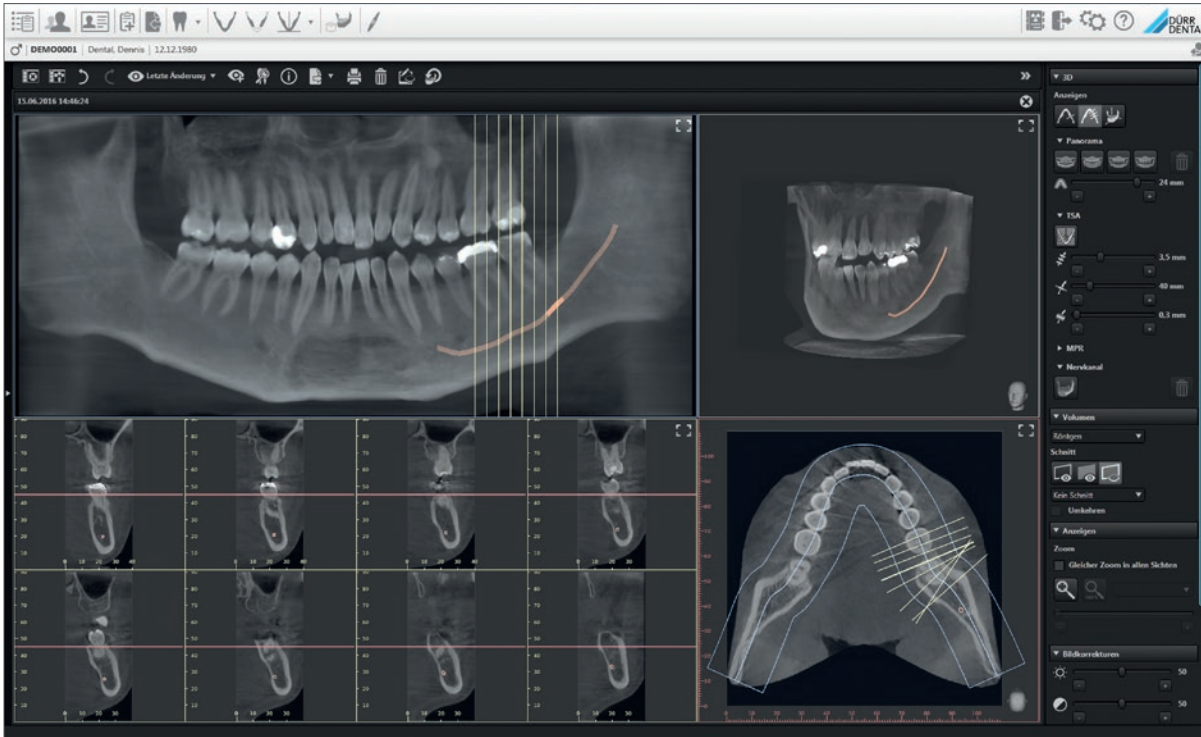 DÜRR
DENTAL
DEMO0001 | Dental, Dennis | 12.12.1980
Letzte Änderung
15.06.2016 14:46:24
3D
Anzeigen
Panorama
24 mm
TSA
3,5 mm
40 mm
0,3 mm
MPR
Nervkanal
Volumen
Röntgen
Schnitt
Kein Schnitt
Umkehren
Anzeigen
Zoom
Gleicher Zoom in allen Sichten
Bildkorrekturen
50
50